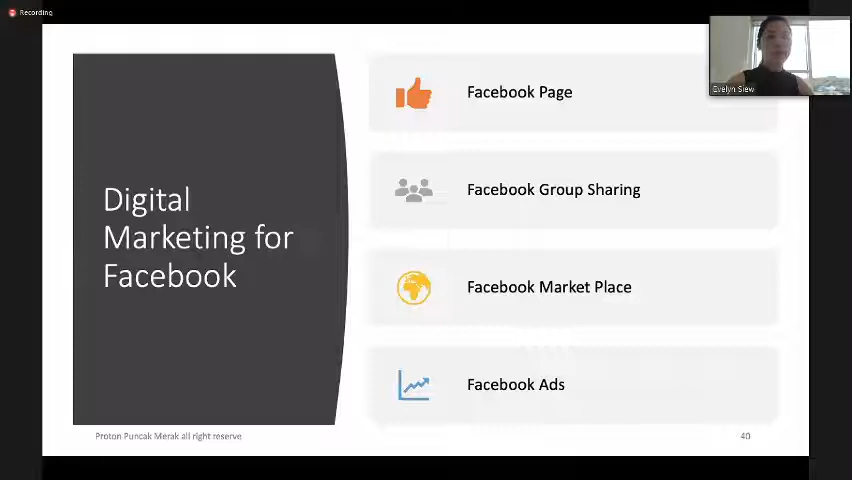 Recording
Evelyn Siew
Digital
Marketing for
Facebook
Facebook Page
Facebook Group Sharing
Facebook Market Place
Facebook Ads
Proton Puncak Merak all right reserve
40